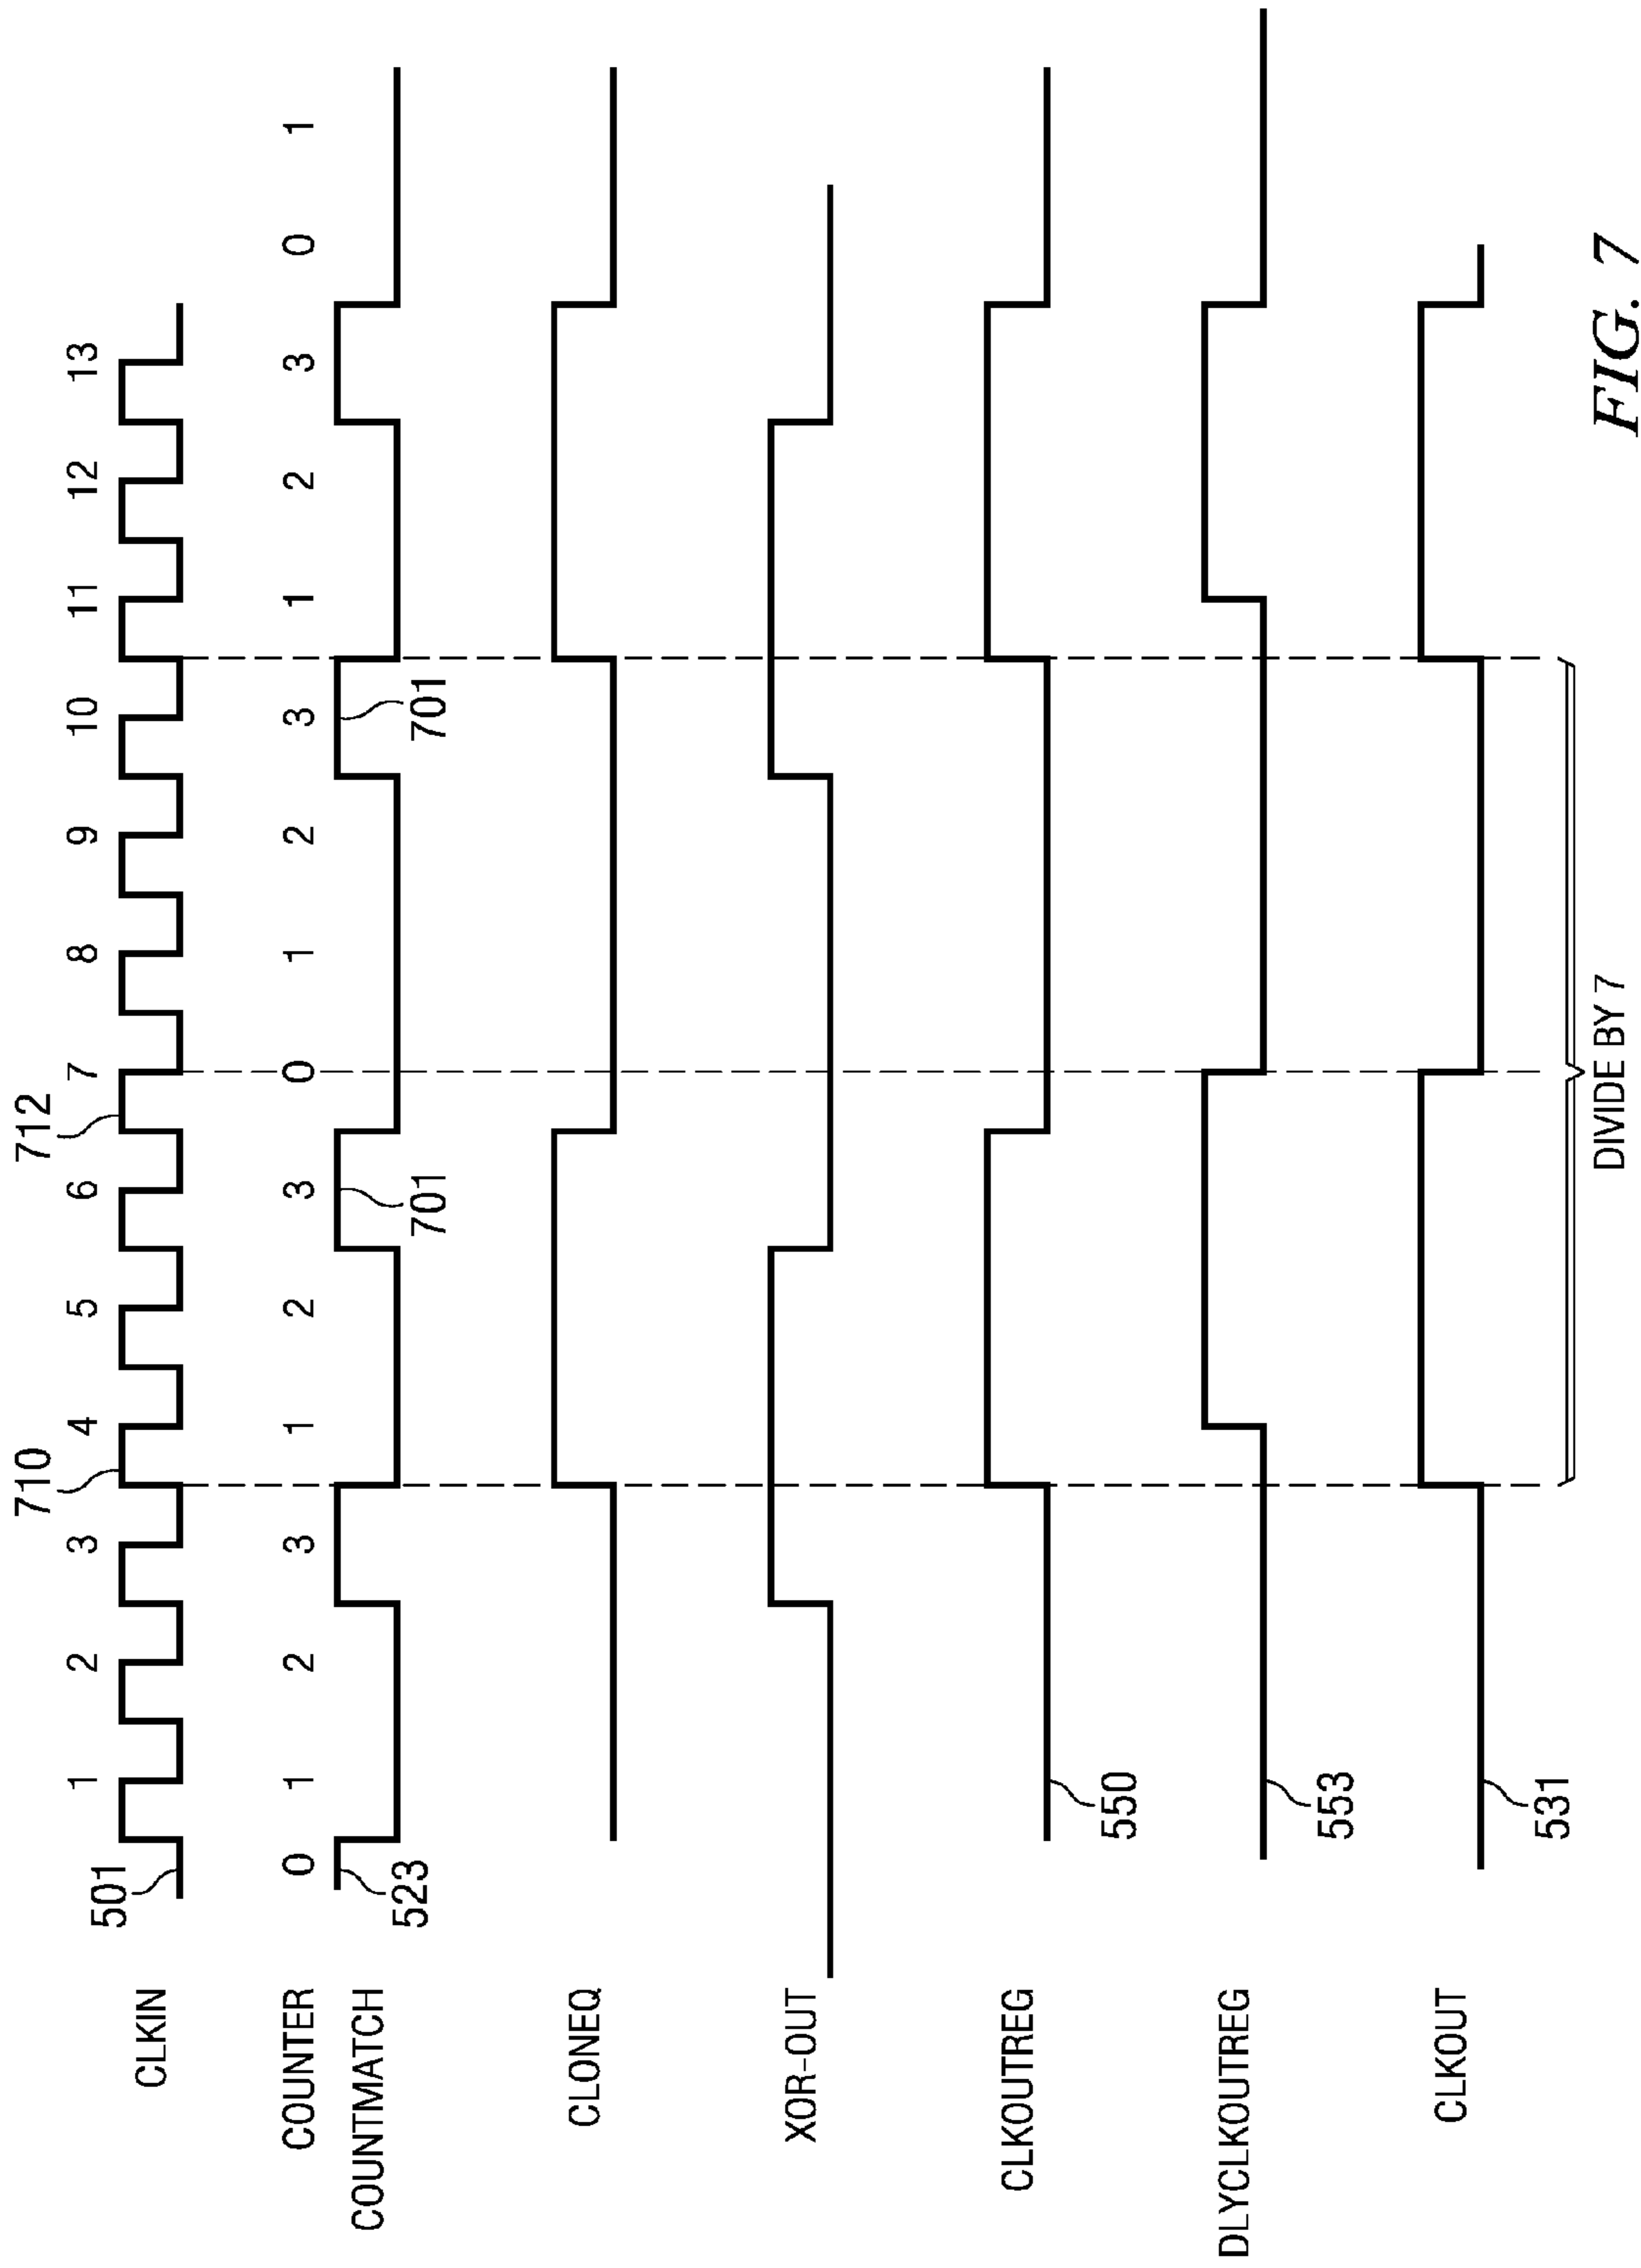 710
712
1 2 3 4 5 6 7 8 9 10 11 12 13
501
CLKIN
COUNTER 0 1 2 3 1 2 3 0 1 2 3 1 2 3 0 1
COUNTMATCH
523
701
701
CLONEQ
XOR-OUT
CLKOUTREG
550
DLYCLKOUTREG
553
CLKOUT
531
DIVIDE BY 7
FIG. 7